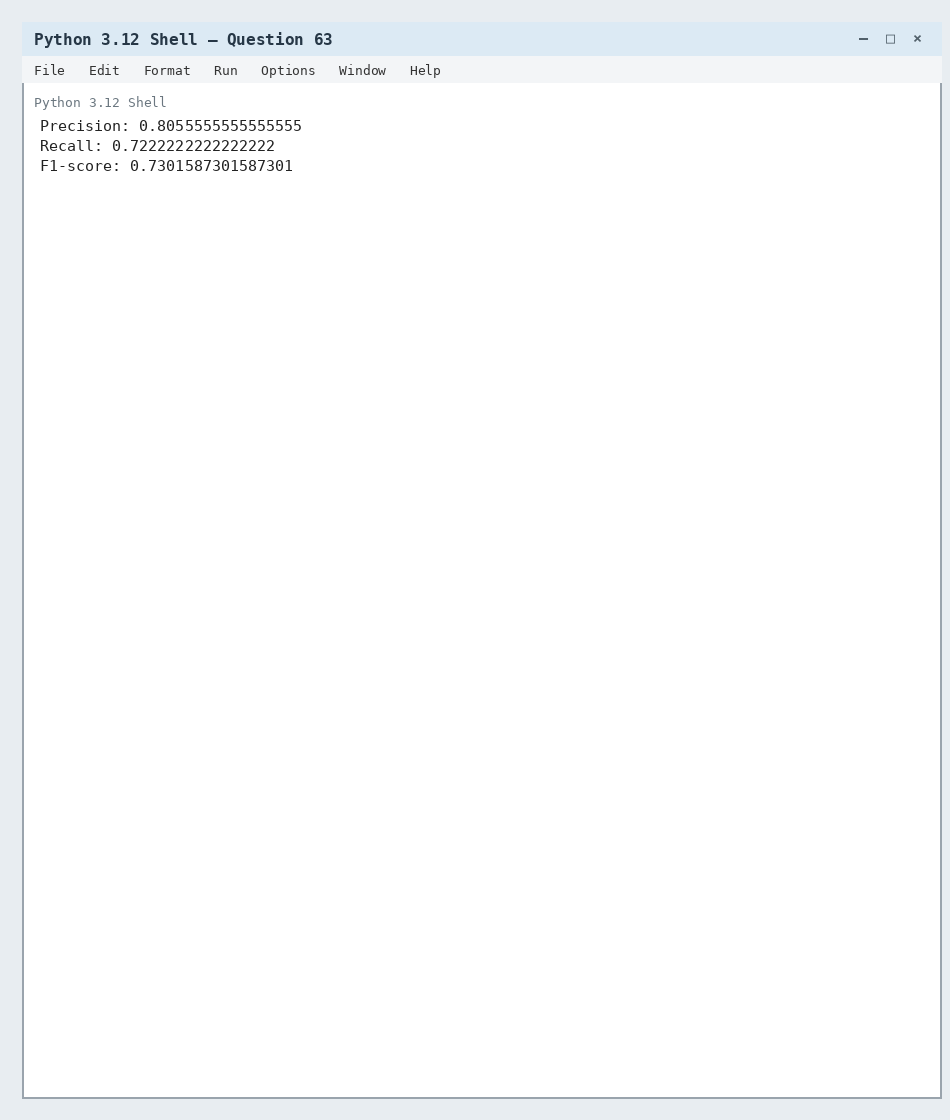 Python 3.12 Shell — Question 63
File Edit Format Run Options Window Help
Python 3.12 Shell
Precision: 0.8055555555555555
Recall: 0.7222222222222222
F1-score: 0.7301587301587301